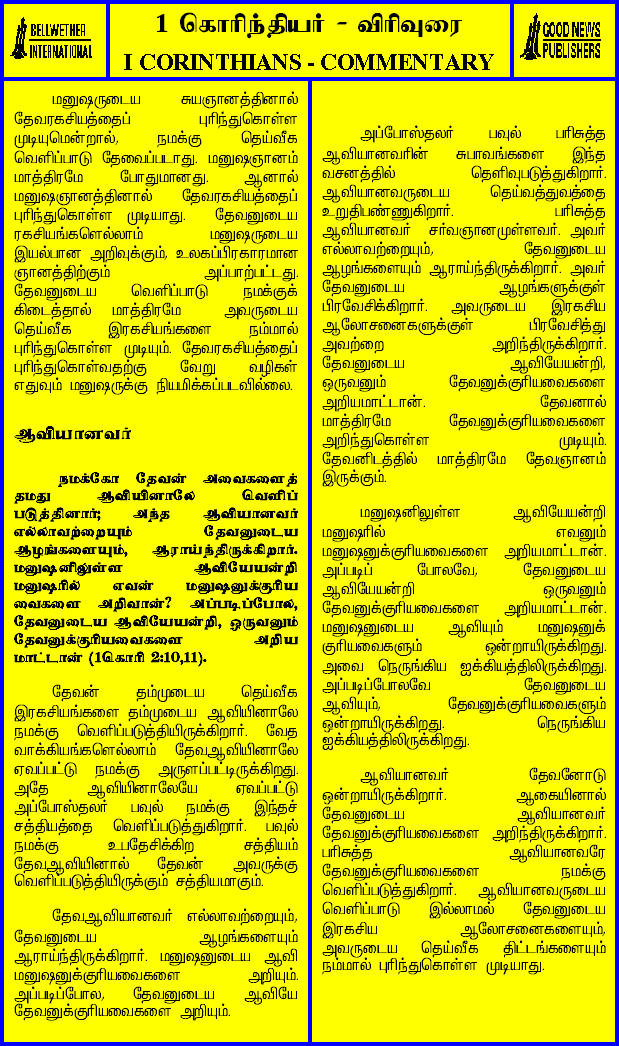 BELLWETHER
INTERNATIONAL
1 கொரிந்தியர் - விரிவுரை
I CORINTHIANS - COMMENTARY
GOOD NEWS
PUBLISHERS
மனுஷருடைய சுயஞானத்தினால்
தேவரகசியத்தைப் புரிந்துகொள்ள
முடியுமென்றால், நமக்கு தெய்வீக
வெளிப்பாடு தேவைப்படாது. மனுஷஞானம்
மாத்திரமே போதுமானது. ஆனால்
மனுஷஞானத்தினால் தேவரகசியத்தைப்
புரிந்துகொள்ள முடியாது. தேவனுடைய
ரகசியங்களெல்லாம் மனுஷருடைய
இயல்பான அறிவுக்கும், உலகப்பிரகாரமான
ஞானத்திற்கும் அப்பாற்பட்டது.
தேவனுடைய வெளிப்பாடு நமக்குக்
கிடைத்தால் மாத்திரமே அவருடைய
தெய்வீக இரகசியங்களை நம்மால்
புரிந்துகொள்ள முடியும். தேவரகசியத்தைப்
புரிந்துகொள்வதற்கு வேறு வழிகள்
எதுவும் மனுஷருக்கு நியமிக்கப்படவில்லை.
ஆவியானவர்
நமக்கோ தேவன் அவைகளைத்
தமது ஆவியினாலே வெளிப்
படுத்தினார்; அந்த ஆவியானவர்
எல்லாவற்றையும் தேவனுடைய
ஆழங்களையும், ஆராய்ந்திருக்கிறார்.
மனுஷனிலுள்ள ஆவியேயன்றி
மனுஷரில் எவன் மனுஷனுக்குரிய
வைகளை அறிவான்? அப்படிப்போல,
தேவனுடைய ஆவியேயன்றி, ஒருவனும்
தேவனுக்குரியவைகளை அறிய
மாட்டான் (1கொரி 2:10,11).
தேவன் தம்முடைய தெய்வீக
இரகசியங்களை தம்முடைய ஆவியினாலே
நமக்கு வெளிப்படுத்தியிருக்கிறார். வேத
வாக்கியங்களெல்லாம் தேவஆவியினாலே
ஏவப்பட்டு நமக்கு அருளப்பட்டிருக்கிறது.
அதே ஆவியினாலேயே ஏவப்பட்டு
அப்போஸ்தலர் பவுல் நமக்கு இந்தச்
சத்தியத்தை வெளிப்படுத்துகிறார். பவுல்
நமக்கு உபதேசிக்கிற சத்தியம்
தேவஆவியினால் தேவன் அவருக்கு
வெளிப்படுத்தியிருக்கும் சத்தியமாகும்.
தேவஆவியானவர் எல்லாவற்றையும்,
தேவனுடைய ஆழங்களையும்
ஆராய்ந்திருக்கிறார். மனுஷனுடைய ஆவி
மனுஷனுக்குரியவைகளை அறியும்.
அப்படிப்போல, தேவனுடைய ஆவியே
தேவனுக்குரியவைகளை அறியும்.
அப்போஸ்தலர் பவுல் பரிசுத்த
ஆவியானவரின் சுபாவங்களை இந்த
வசனத்தில் தெளிவுபடுத்துகிறார்.
ஆவியானவருடைய தெய்வத்துவத்தை
உறுதிபண்ணுகிறார். பரிசுத்த
ஆவியானவர் சர்வஞானமுள்ளவர். அவர்
எல்லாவற்றையும், தேவனுடைய
ஆழங்களையும் ஆராய்ந்திருக்கிறார். அவர்
தேவனுடைய ஆழங்களுக்குள்
பிரவேசிக்கிறார். அவருடைய இரகசிய
ஆலோசனைகளுக்குள் பிரவேசித்து
அவற்றை அறிந்திருக்கிறார்.
தேவனுடைய ஆவியேயன்றி,
ஒருவனும் தேவனுக்குரியவைகளை
அறியமாட்டான். தேவனால்
மாத்திரமே தேவனுக்குரியவைகளை
அறிந்துகொள்ள முடியும்.
தேவனிடத்தில் மாத்திரமே தேவஞானம்
இருக்கும்.
மனுஷனிலுள்ள ஆவியேயன்றி
மனுஷரில் எவனும்
மனுஷனுக்குரியவைகளை அறியமாட்டான்.
அப்படிப் போலவே, தேவனுடைய
ஆவியேயன்றி ஒருவனும்
தேவனுக்குரியவைகளை அறியமாட்டான்.
மனுஷனுடைய ஆவியும் மனுஷனுக்
குரியவைகளும் ஒன்றாயிருக்கிறது.
அவை நெருங்கிய ஐக்கியத்திலிருக்கிறது.
அப்படிப்போலவே தேவனுடைய
ஆவியும், தேவனுக்குரியவைகளும்
ஒன்றாயிருக்கிறது. நெருங்கிய
ஐக்கியத்திலிருக்கிறது.
ஆவியானவர் தேவனோடு
ஒன்றாயிருக்கிறார். ஆகையினால்
தேவனுடைய ஆவியானவர்
தேவனுக்குரியவைகளை அறிந்திருக்கிறார்.
பரிசுத்த ஆவியானவரே
தேவனுக்குரியவைகளை நமக்கு
வெளிப்படுத்துகிறார். ஆவியானவருடைய
வெளிப்பாடு இல்லாமல் தேவனுடைய
இரகசிய ஆலோசனைகளையும்,
அவருடைய தெய்வீக திட்டங்களையும்
நம்மால் புரிந்துகொள்ள முடியாது.